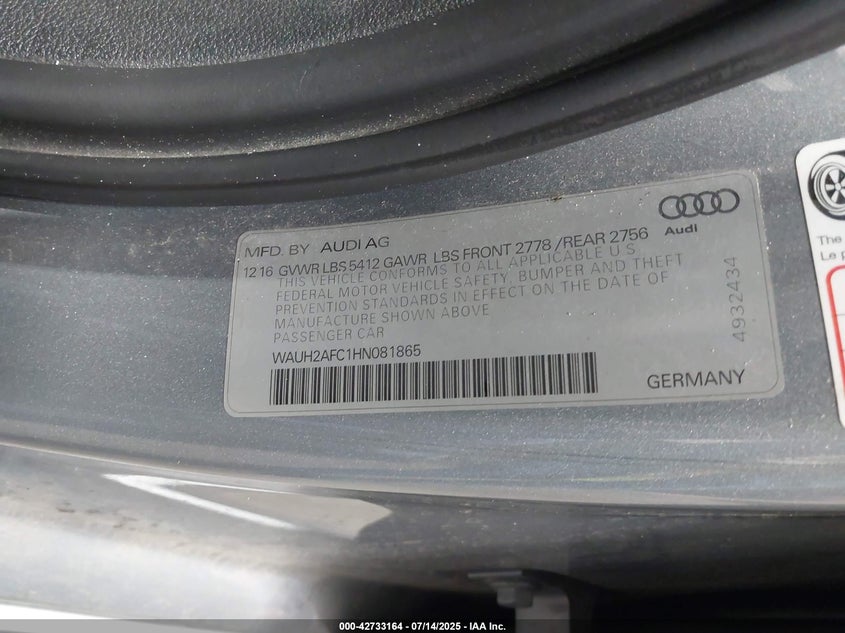 MFD. BY AUDI AG
Audi
12 16 GVWR LBS 5412 GAWR LBS FRONT 2778 /REAR 2756
THIS VEHICLE CONFORMS TO ALL APPLICABLE U.S.
FEDERAL MOTOR VEHICLE SAFETY, BUMPER AND THEFT
PREVENTION STANDARDS IN EFFECT ON THE DATE OF
MANUFACTURE SHOWN ABOVE
PASSENGER CAR
WAUH2AFC1HN081865
GERMANY
4932434
The
Le
000-42733164 - 07/14/2025 - IAA Inc.